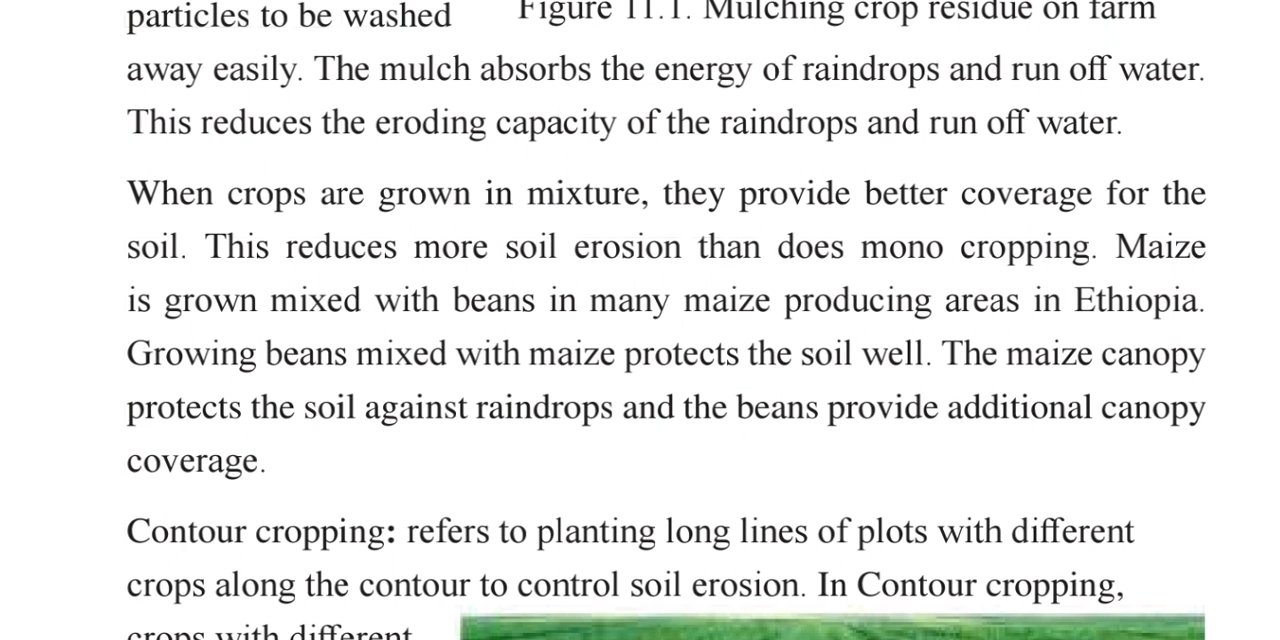 particles to be washed
Figure 11.1. Mulching crop residue on farm
away easily. The mulch absorbs the energy of raindrops and run off water.
This reduces the eroding capacity of the raindrops and run off water.
When crops are grown in mixture, they provide better coverage for the
soil. This reduces more soil erosion than does mono cropping. Maize
is grown mixed with beans in many maize producing areas in Ethiopia.
Growing beans mixed with maize protects the soil well. The maize canopy
protects the soil against raindrops and the beans provide additional canopy
coverage.
Contour cropping: refers to planting long lines of plots with different
crops along the contour to control soil erosion. In Contour cropping,
crops with different